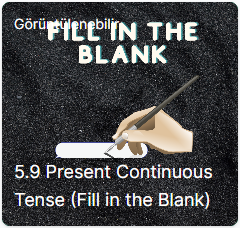 Görüntülenebilir
FILL IN THE
BLANK
5.9 Present Continuous
Tense (Fill in the Blank)